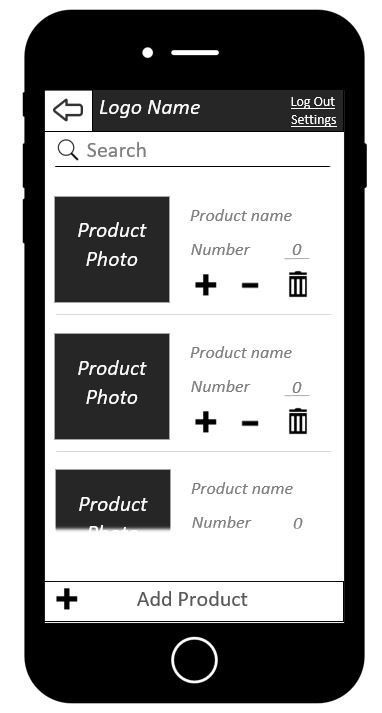 Logo Name
Log Out
Settings
Search
Product
Photo
Product name
Number 0
Product
Photo
Product name
Number 0
Product
Photo
Product name
Number 0
Add Product